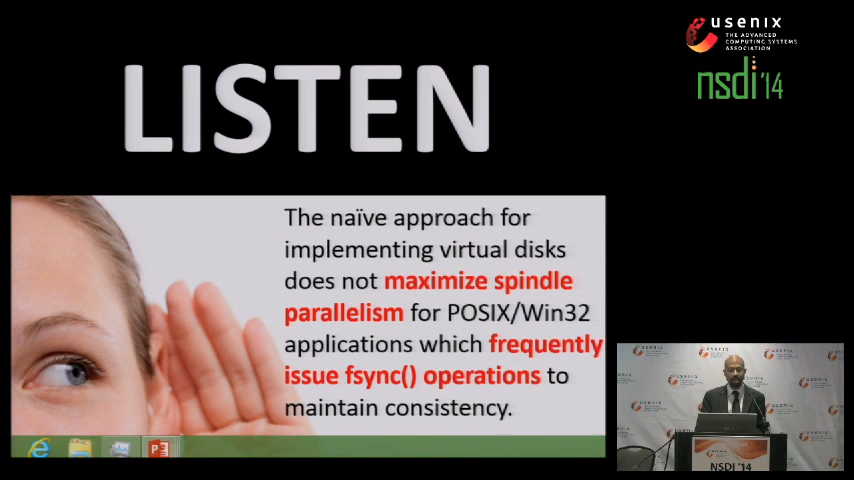 usenix
THE ADVANCED
COMPUTING SYSTEMS
ASSOCIATION
nsdi '14
LISTEN
The naïve approach for
implementing virtual disks
does not maximize spindle
parallelism for POSIX/Win32
applications which frequently
issue fsync() operations to
maintain consistency.
NSDI '14